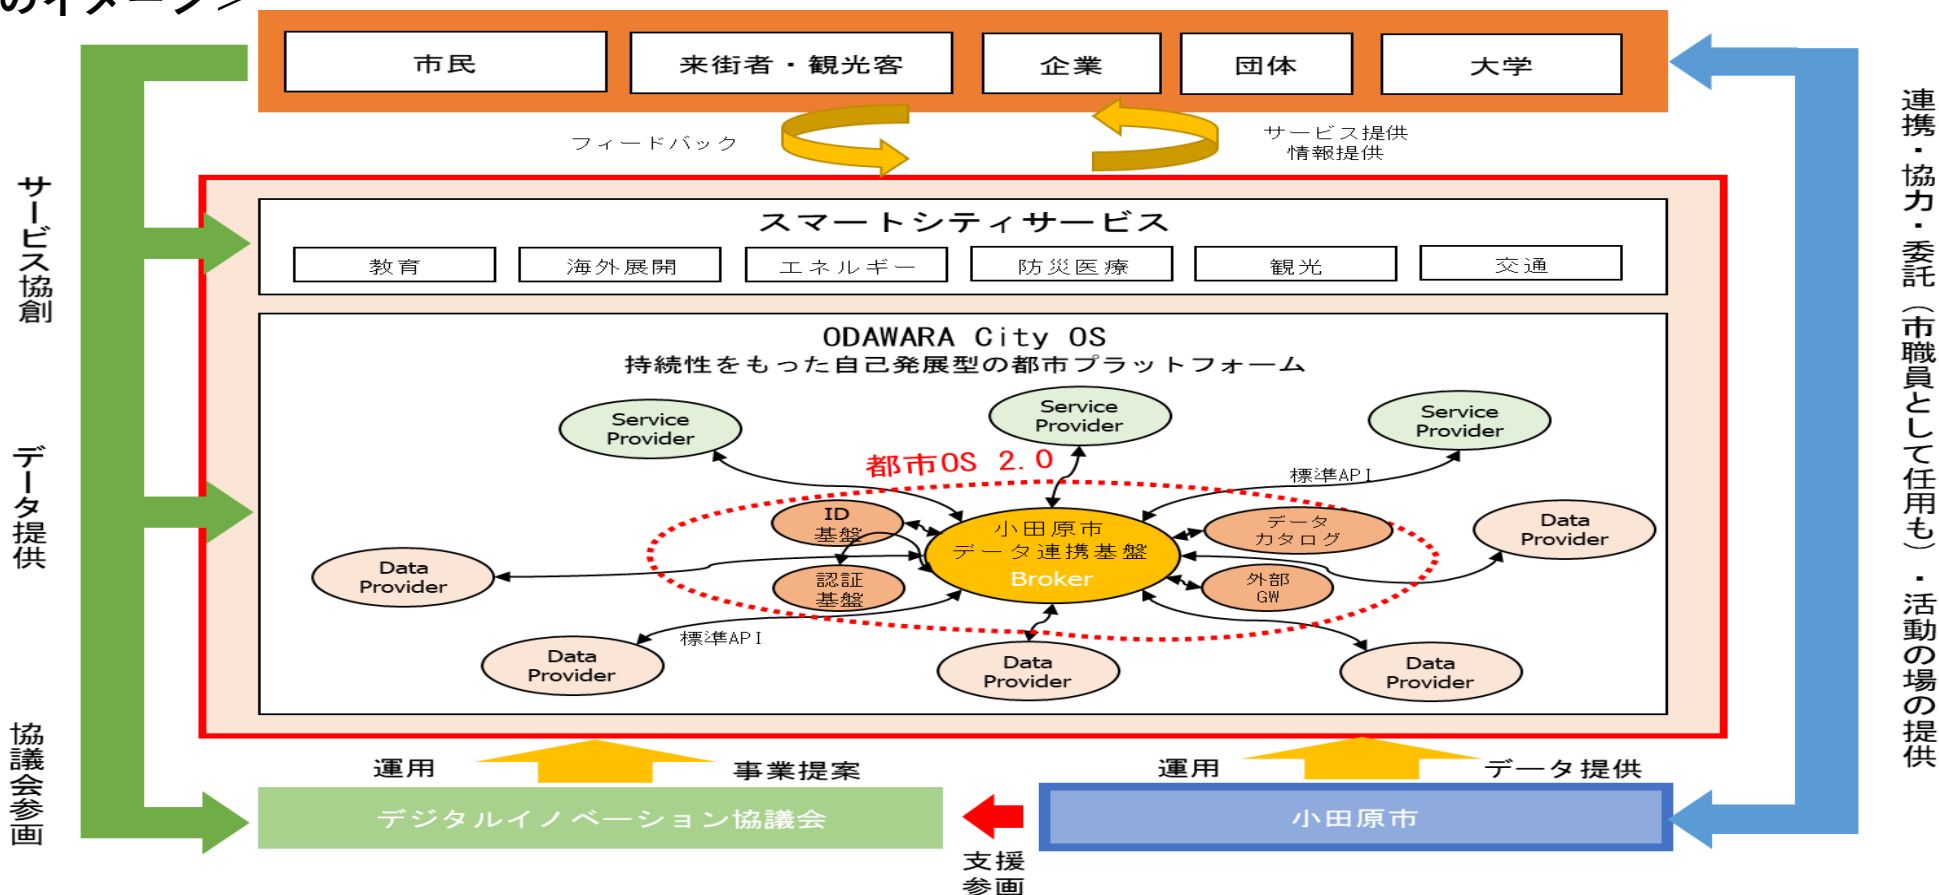 のイメージ＞
市民
来街者・観光客
企業
団体
大学
フィードバック
サービス提供
情報提供
サービス協創
データ提供
協議会参画
連携・協力・委託（市職員として任用も）・活動の場の提供
スマートシティサービス
教育
海外展開
エネルギー
防災医療
観光
交通
ODAWARA City OS
持続性をもった自己発展型の都市プラットフォーム
Service
Provider
Service
Provider
Service
Provider
都市OS 2.0
標準API
ID
基盤
小田原市
データ連携基盤
Broker
データ
カタログ
Data
Provider
Data
Provider
認証
基盤
外部
GW
標準API
Data
Provider
Data
Provider
Data
Provider
運用
事業提案
運用
データ提供
デジタルイノベーション協議会
小田原市
支援
参画